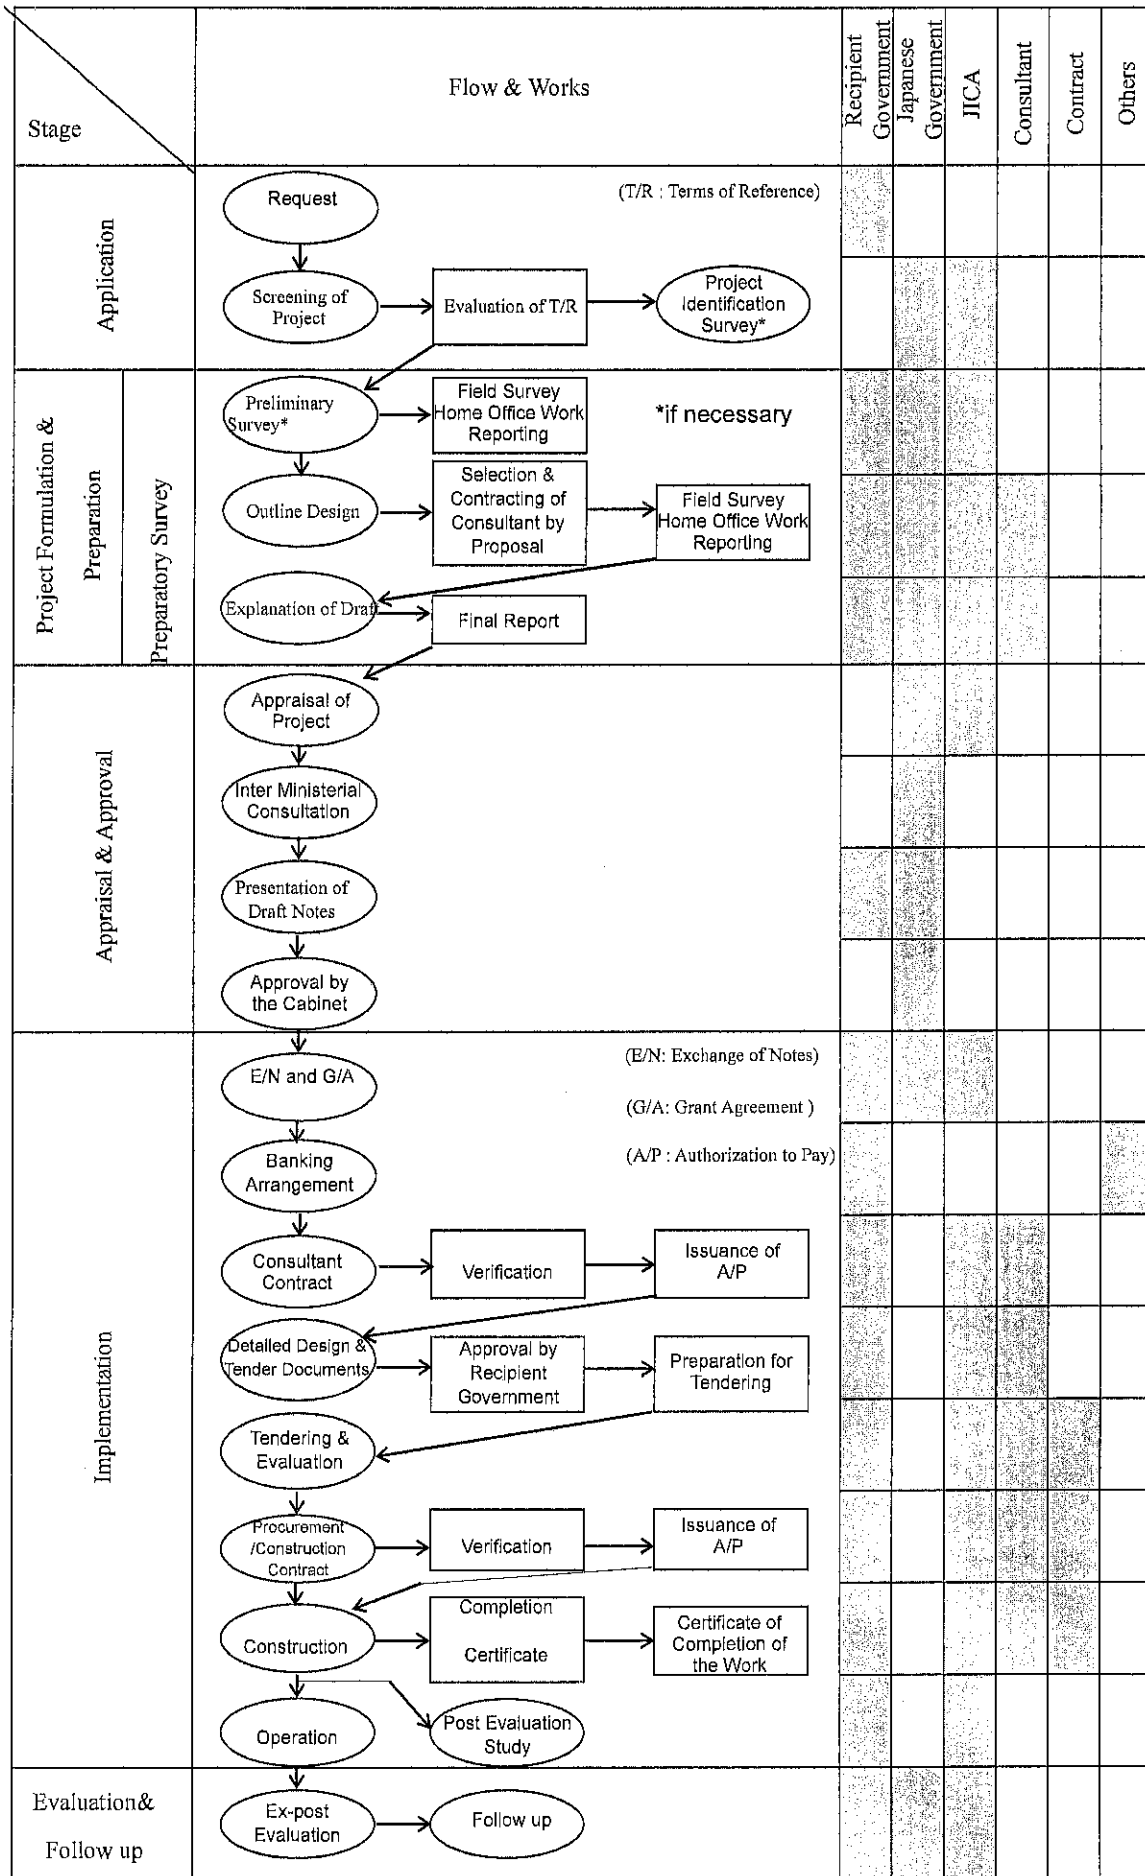 Stage
Flow & Works
Recipient
Government
Japanese
Government
JICA
Consultant
Contract
Others
Application
Request
(T/R : Terms of Reference)
Screening of
Project
Evaluation of T/R
Project
Identification
Survey*
Project Formulation &
Preparation
Preparatory Survey
Preliminary
Survey*
Field Survey
Home Office Work
Reporting
*if necessary
Outline Design
Selection &
Contracting of
Consultant by
Proposal
Field Survey
Home Office Work
Reporting
Explanation of Draft
Final Report
Appraisal & Approval
Appraisal of
Project
Inter Ministerial
Consultation
Presentation of
Draft Notes
Approval by
the Cabinet
Implementation
E/N and G/A
(E/N: Exchange of Notes)
(G/A: Grant Agreement )
(A/P : Authorization to Pay)
Banking
Arrangement
Consultant
Contract
Verification
Issuance of
A/P
Detailed Design &
Tender Documents
Approval by
Recipient
Government
Preparation for
Tendering
Tendering &
Evaluation
Procurement
/Construction
Contract
Verification
Issuance of
A/P
Construction
Completion
Certificate
Certificate of
Completion of
the Work
Operation
Post Evaluation
Study
Evaluation&
Follow up
Ex-post
Evaluation
Follow up